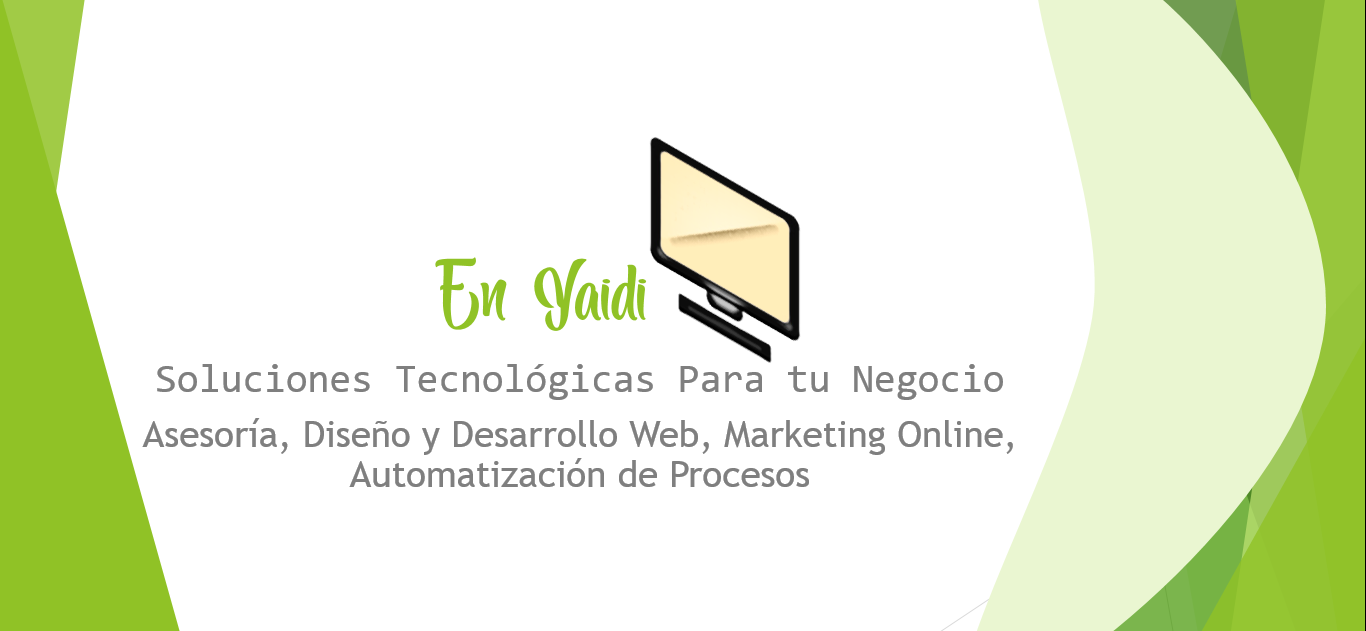 En Yaidi
Soluciones Tecnológicas Para tu Negocio
Asesoría, Diseño y Desarrollo Web, Marketing Online,
Automatización de Procesos